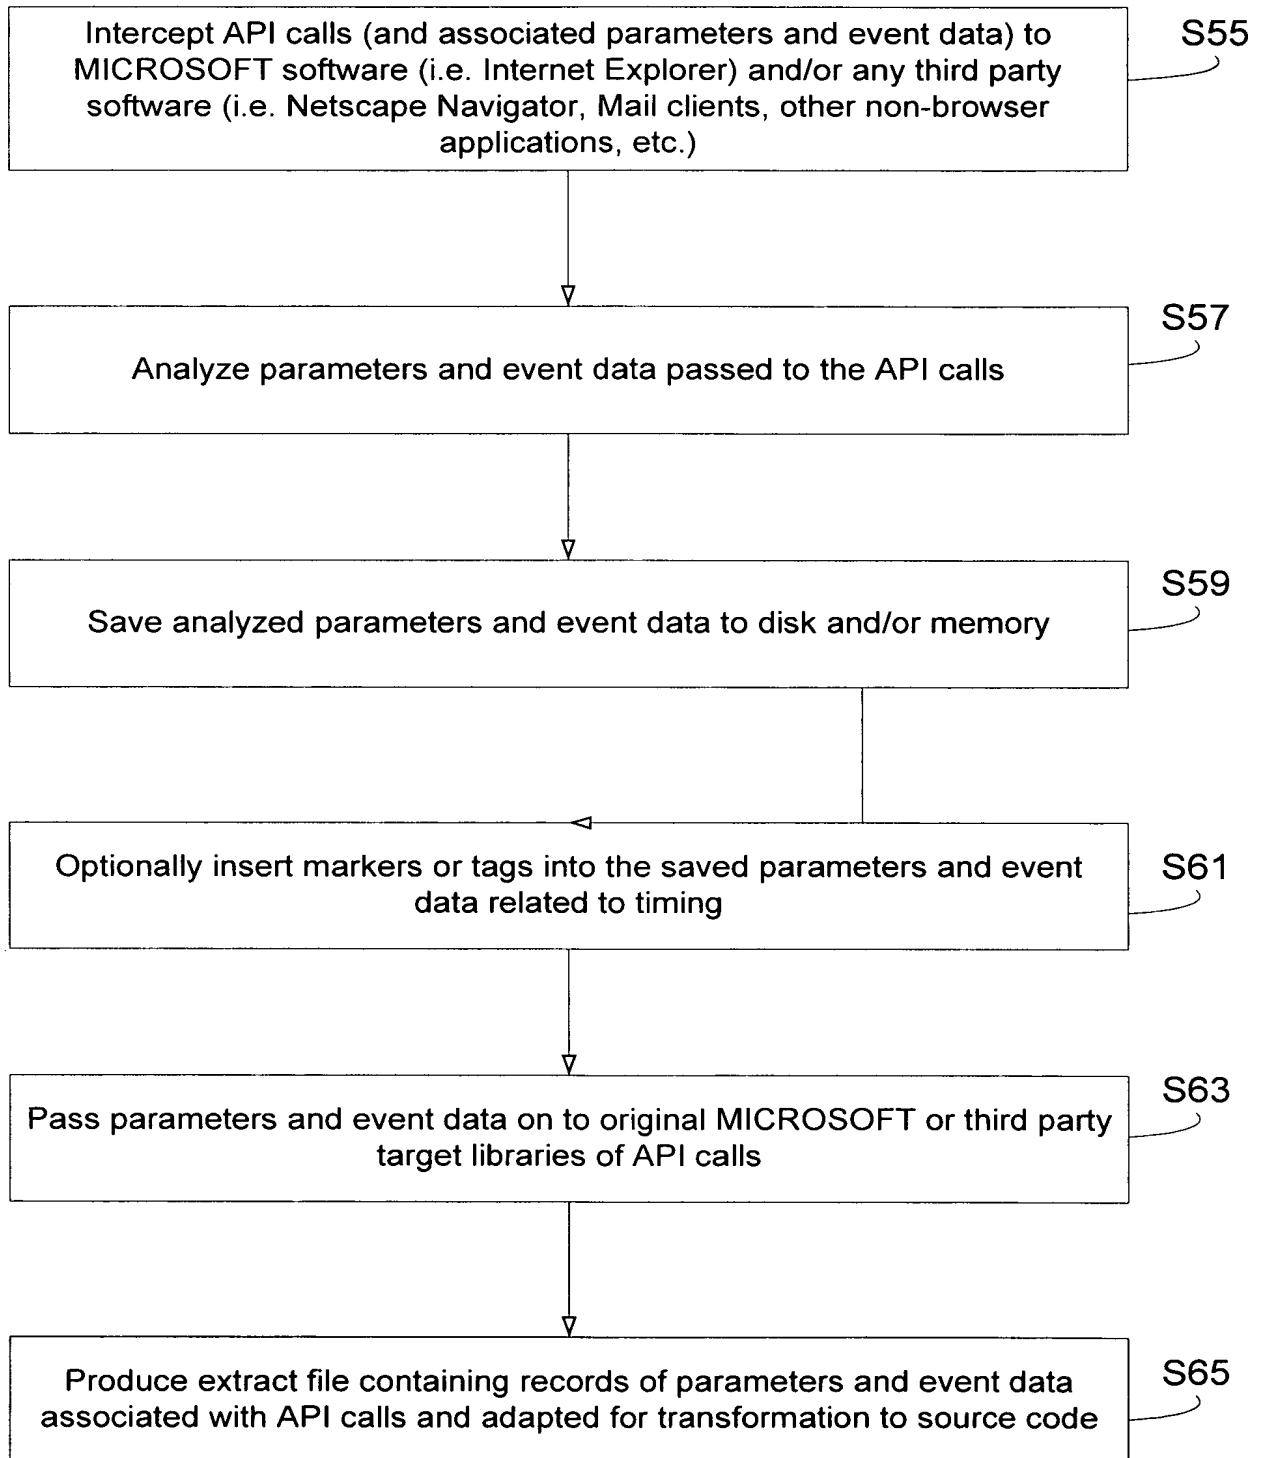 Intercept API calls (and associated parameters and event data) to
MICROSOFT software (i.e. Internet Explorer) and/or any third party
software (i.e. Netscape Navigator, Mail clients, other non-browser
applications, etc.)
S55
Analyze parameters and event data passed to the API calls
S57
Save analyzed parameters and event data to disk and/or memory
S59
Optionally insert markers or tags into the saved parameters and event
data related to timing
S61
Pass parameters and event data on to original MICROSOFT or third party
target libraries of API calls
S63
Produce extract file containing records of parameters and event data
associated with API calls and adapted for transformation to source code
S65